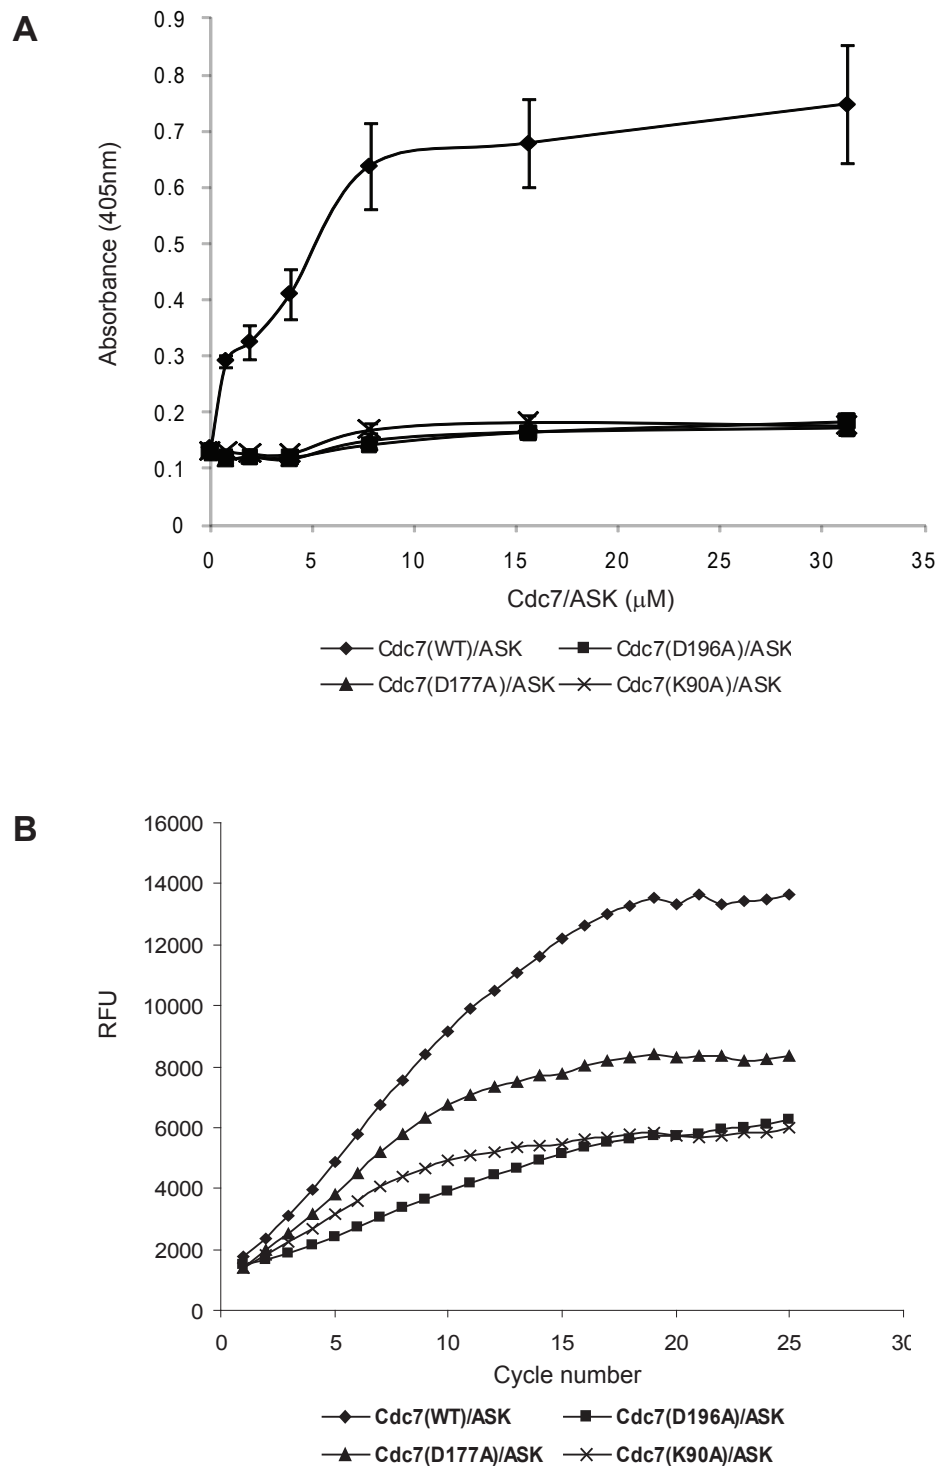 A
0.9
0.8
0.7
0.6
0.5
0.4
0.3
0.2
0.1
0
Absorbance (405nm)
0 5 10 15 20 25 30 35
Cdc7/ASK (μM)
Cdc7(WT)/ASK Cdc7(D196A)/ASK
Cdc7(D177A)/ASK Cdc7(K90A)/ASK
B
16000
14000
12000
10000
8000
6000
4000
2000
0
RFU
0 5 10 15 20 25 30
Cycle number
Cdc7(WT)/ASK Cdc7(D196A)/ASK
Cdc7(D177A)/ASK Cdc7(K90A)/ASK